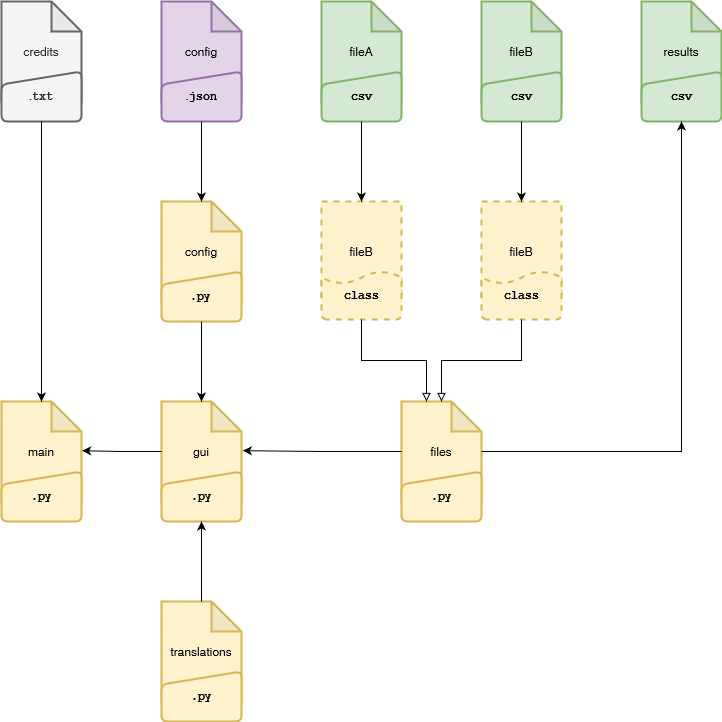 credits
.txt
config
.json
fileA
csv
fileB
csv
results
csv
config
.py
fileB
class
fileB
class
main
.py
gui
.py
files
.py
translations
.py